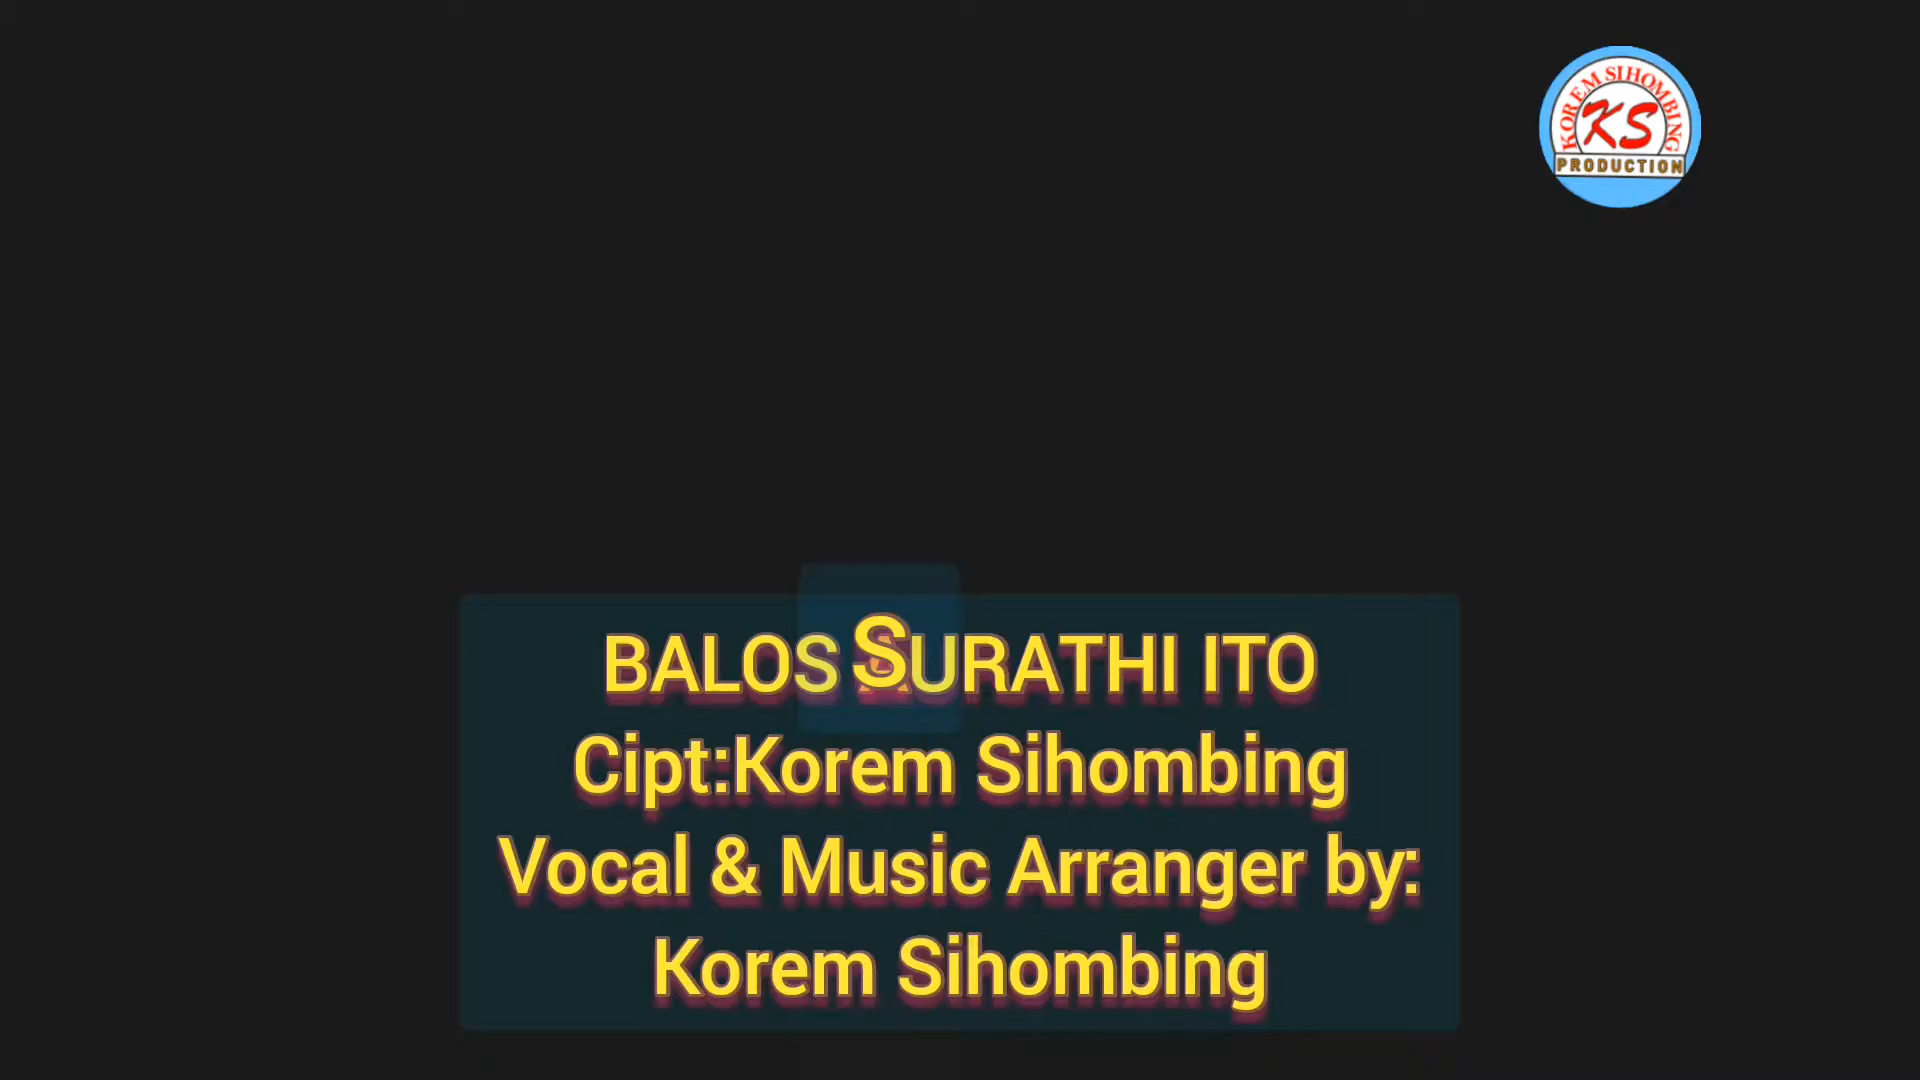 KOREM SIHOMBING
KS
PRODUCTION
BALOS SURATHI ITO
Cipt:Korem Sihombing
Vocal & Music Arranger by:
Korem Sihombing